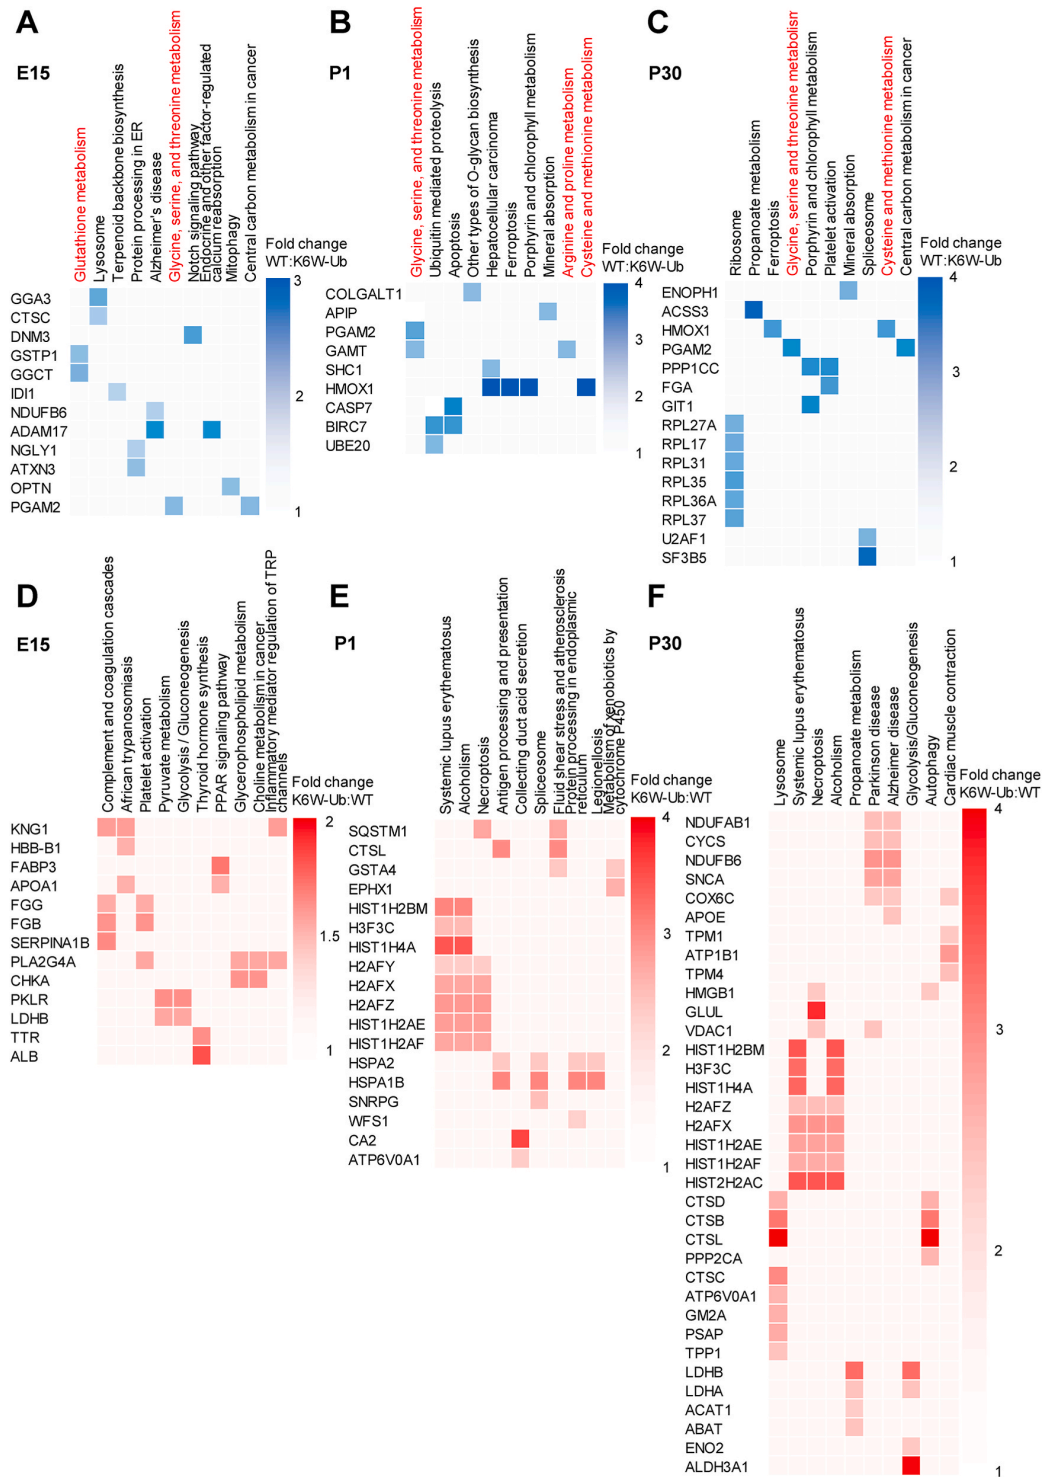 A
E15
Glutathione metabolism
Lysosome
Terpenoid backbone biosynthesis
Protein processing in ER
Alzheimer's disease
Glycine, serine, and threonine metabolism
Notch signaling pathway
Endocrine and other factor-regulated
calcium reabsorption
Mitophagy
Central carbon metabolism in cancer
Fold change
WT:K6W-Ub
3
2
1
GGA3
CTSC
DNM3
GSTP1
GGCT
IDI1
NDUFB6
ADAM17
NGLY1
ATXN3
OPTN
PGAM2
B
P1
Glycine, serine, and threonine metabolism
Ubiquitin mediated proteolysis
Apoptosis
Other types of O-glycan biosynthesis
Hepatocellular carcinoma
Ferroptosis
Porphyrin and chlorophyll metabolism
Mineral absorption
Arginine and proline metabolism
Cysteine and methionine metabolism
Fold change
WT:K6W-Ub
4
3
2
1
COLGALT1
APIP
PGAM2
GAMT
SHC1
HMOX1
CASP7
BIRC7
UBE20
C
P30
Ribosome
Propanoate metabolism
Ferroptosis
Glycine, serine and threonine metabolism
Porphyrin and chlorophyll metabolism
Platelet activation
Mineral absorption
Spliceosome
Cysteine and methionine metabolism
Central carbon metabolism in cancer
Fold change
WT:K6W-Ub
4
3
2
1
ENOPH1
ACSS3
HMOX1
PGAM2
PPP1CC
FGA
GIT1
RPL27A
RPL17
RPL31
RPL35
RPL36A
RPL37
U2AF1
SF3B5
D
E15
Complement and coagulation cascades
African trypanosomiasis
Platelet activation
Pyruvate metabolism
Glycolysis / Gluconeogenesis
Thyroid hormone synthesis
PPAR signaling pathway
Glycerophospholipid metabolism
Choline metabolism in cancer
Inflammatory mediator regulation of TRP
channels
Fold change
K6W-Ub:WT
2
1.5
1
KNG1
HBB-B1
FABP3
APOA1
FGG
FGB
SERPINA1B
PLA2G4A
CHKA
PKLR
LDHB
TTR
ALB
E
P1
Systemic lupus erythematosus
Alcoholism
Necroptosis
Antigen processing and presentation
Collecting duct acid secretion
Spliceosome
Fluid shear stress and atherosclerosis
Protein processing in endoplasmic
reticulum
Legionellosis
Metabolism of xenobiotics by
cytochrome P450
Fold change
K6W-Ub:WT
4
3
2
1
SQSTM1
CTSL
GSTA4
EPHX1
HIST1H2BM
H3F3C
HIST1H4A
H2AFY
H2AFX
H2AFZ
HIST1H2AE
HIST1H2AF
HSPA2
HSPA1B
SNRPG
WFS1
CA2
ATP6V0A1
F
P30
Lysosome
Systemic lupus erythematosus
Necroptosis
Alcoholism
Propanoate metabolism
Parkinson disease
Alzheimer disease
Glycolysis/Gluconeogenesis
Autophagy
Cardiac muscle contraction
Fold change
K6W-Ub:WT
4
3
2
1
NDUFAB1
CYCS
NDUFB6
SNCA
COX6C
APOE
TPM1
ATP1B1
TPM4
HMGB1
GLUL
VDAC1
HIST1H2BM
H3F3C
HIST1H4A
H2AFZ
H2AFX
HIST1H2AE
HIST1H2AF
HIST2H2AC
CTSD
CTSB
CTSL
PPP2CA
CTSC
ATP6V0A1
GM2A
PSAP
TPP1
LDHB
LDHA
ACAT1
ABAT
ENO2
ALDH3A1